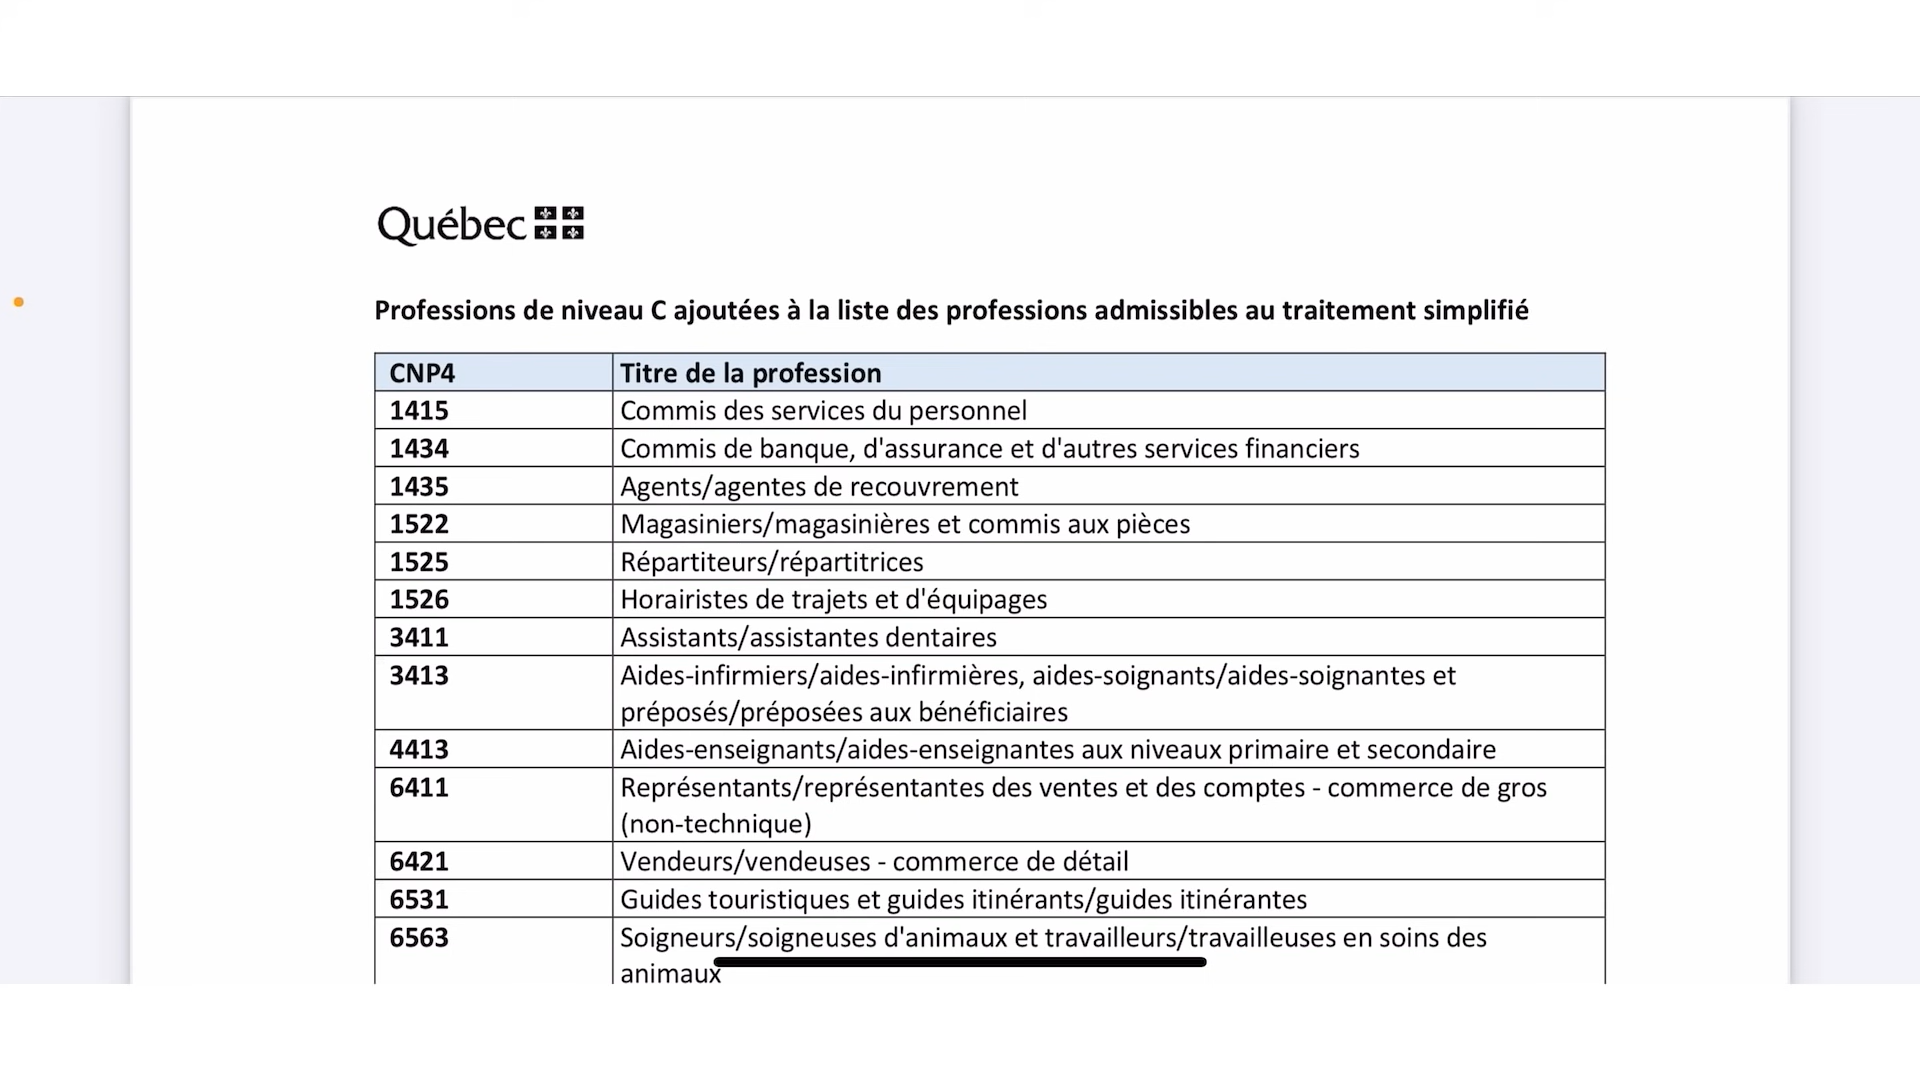 Québec
Professions de niveau C ajoutées à la liste des professions admissibles au traitement simplifié
CNP4 Titre de la profession
1415 Commis des services du personnel
1434 Commis de banque, d'assurance et d'autres services financiers
1435 Agents/agentes de recouvrement
1522 Magasiniers/magasinières et commis aux pièces
1525 Répartiteurs/répartitrices
1526 Horairistes de trajets et d'équipages
3411 Assistants/assistantes dentaires
3413 Aides-infirmiers/aides-infirmières, aides-soignants/aides-soignantes et
préposés/préposées aux bénéficiaires
4413 Aides-enseignants/aides-enseignantes aux niveaux primaire et secondaire
6411 Représentants/représentantes des ventes et des comptes - commerce de gros
(non-technique)
6421 Vendeurs/vendeuses - commerce de détail
6531 Guides touristiques et guides itinérants/guides itinérantes
6563 Soigneurs/soigneuses d'animaux et travailleurs/travailleuses en soins des
animaux